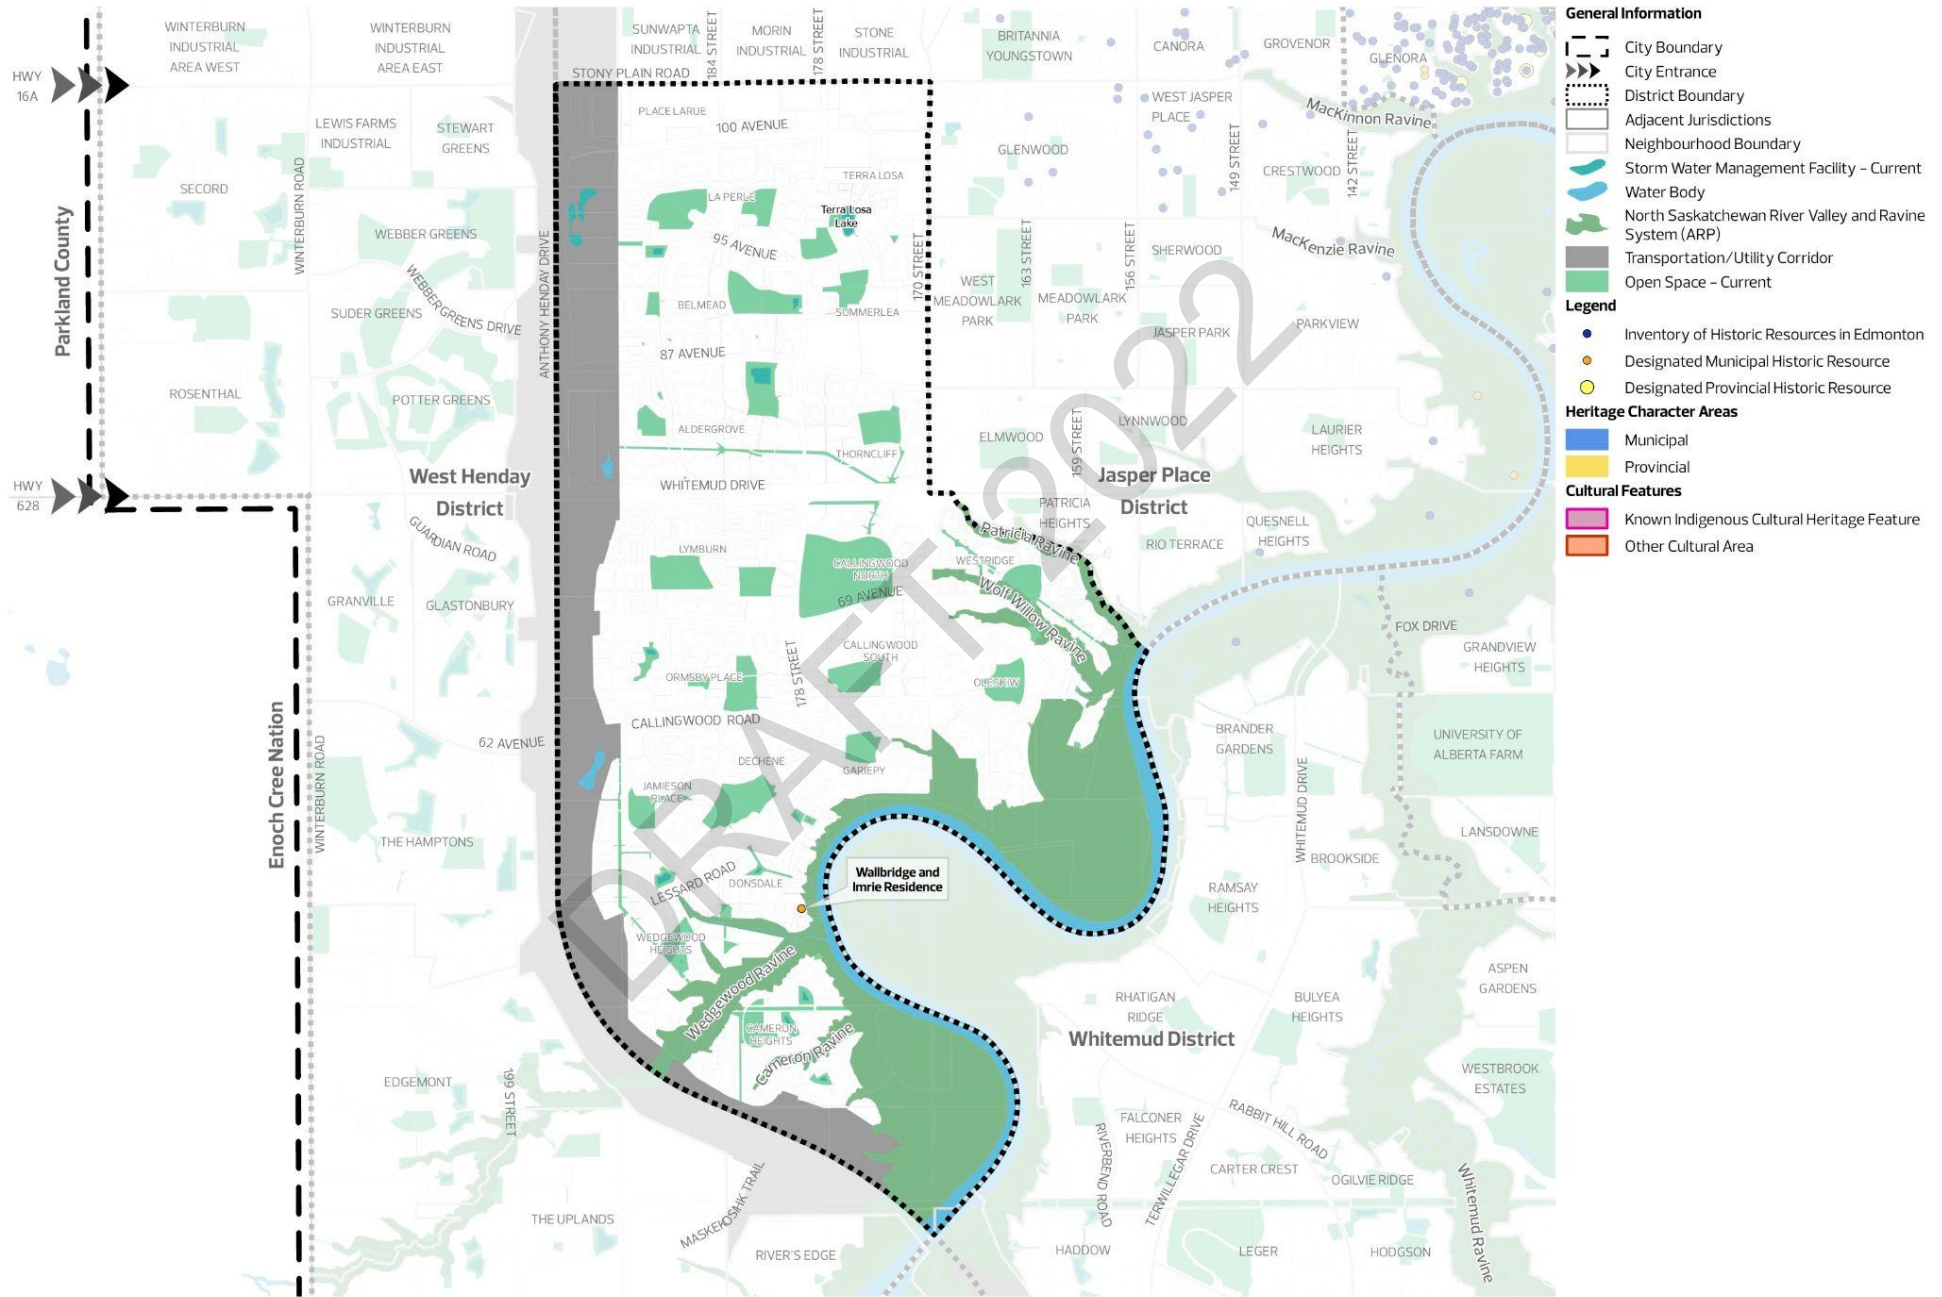 WINTERBURN
INDUSTRIAL
AREA WEST
WINTERBURN
INDUSTRIAL
AREA EAST
SUNWAPTA
INDUSTRIAL
184 STREET
MORIN
INDUSTRIAL
178 STREET
STONE
INDUSTRIAL
BRITANNIA
YOUNGSTOWN
CANORA
GROVENOR
GLENORA
HWY
16A
STONY PLAIN ROAD
PLACE LARUE
100 AVENUE
WEST JASPER
PLACE
MacKinnon Ravine
LEWIS FARMS
INDUSTRIAL
STEWART
GREENS
GLENWOOD
149 STREET
142 STREET
CRESTWOOD
SECORD
WINTERBURN ROAD
TERRA LOSA
LA PERLE
Terra Losa
Lake
WEBBER GREENS
95 AVENUE
170 STREET
163 STREET
156 STREET
SHERWOOD
MacKenzie Ravine
Parkland County
ANTHONY HENDAY DRIVE
WEBBER GREENS DRIVE
SUDER GREENS
BELMEAD
SUMMERLEA
WEST
MEADOWLARK
PARK
MEADOWLARK
PARK
JASPER PARK
PARKVIEW
87 AVENUE
ROSENTHAL
POTTER GREENS
ALDERGROVE
THORNCLIFF
ELMWOOD
159 STREET
LYNNWOOD
LAURIER
HEIGHTS
West Henday
District
Jasper Place
District
HWY
628
WHITEMUD DRIVE
GUARDIAN ROAD
PATRICIA
HEIGHTS
Patricia Ravine
RIO TERRACE
QUESNELL
HEIGHTS
LYMBURN
CALLINGWOOD
NORTH
WESTRIDGE
69 AVENUE
Wolf Willow Ravine
GRANVILLE
GLASTONBURY
FOX DRIVE
GRANDVIEW
HEIGHTS
178 STREET
CALLINGWOOD
SOUTH
ORMSBY PLACE
OLESKIW
CALLINGWOOD ROAD
62 AVENUE
BRANDER
GARDENS
UNIVERSITY OF
ALBERTA FARM
Enoch Cree Nation
WINTERBURN ROAD
DECHENE
GARIEPY
JAMIESON
PLACE
WHITEMUD DRIVE
THE HAMPTONS
LANSDOWNE
BROOKSIDE
LESSARD ROAD
DONSDALE
Wallbridge and
Imrie Residence
RAMSAY
HEIGHTS
WEDGEWOOD
HEIGHTS
Wedgewood Ravine
ASPEN
GARDENS
RHATIGAN
RIDGE
BULYEA
HEIGHTS
CAMERON
HEIGHTS
Cameron Ravine
Whitemud District
EDGEMONT
199 STREET
WESTBROOK
ESTATES
FALCONER
HEIGHTS
RABBIT HILL ROAD
RIVERBEND ROAD
TERWILLEGAR DRIVE
CARTER CREST
OGILVIE RIDGE
Whitemud Ravine
MASKEKOSIHK TRAIL
THE UPLANDS
RIVER'S EDGE
HADDOW
LEGER
HODGSON
DRAFT 2022
General Information
City Boundary
City Entrance
District Boundary
Adjacent Jurisdictions
Neighbourhood Boundary
Storm Water Management Facility – Current
Water Body
North Saskatchewan River Valley and Ravine
System (ARP)
Transportation/Utility Corridor
Open Space – Current
Legend
Inventory of Historic Resources in Edmonton
Designated Municipal Historic Resource
Designated Provincial Historic Resource
Heritage Character Areas
Municipal
Provincial
Cultural Features
Known Indigenous Cultural Heritage Feature
Other Cultural Area